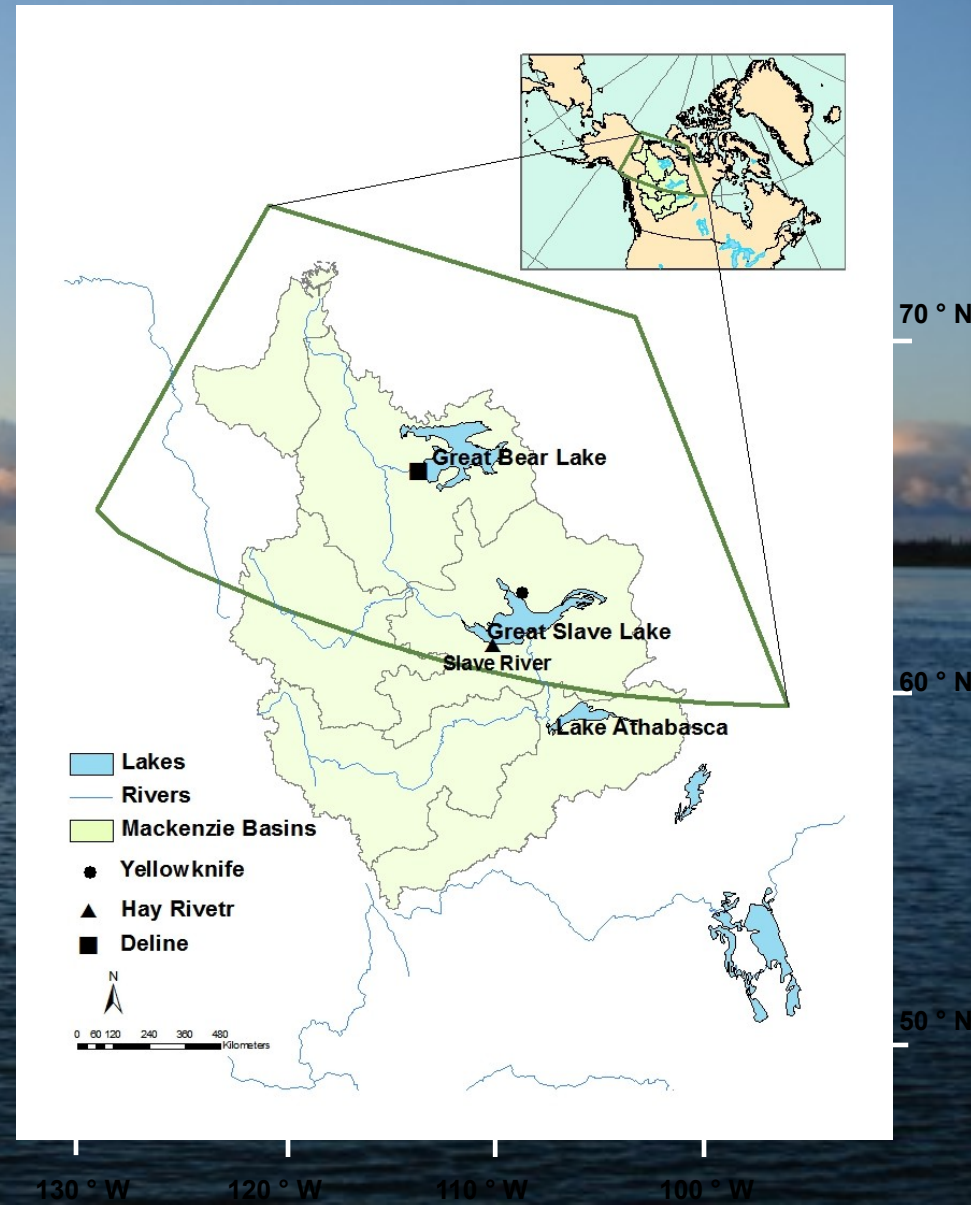 70 ° N
Great Bear Lake
Great Slave Lake
Slave River
60 ° N
Lake Athabasca
Lakes
Rivers
Mackenzie Basins
Yellowknife
Hay Rivetr
Deline
N
0 60 120 240 360 480
Kilometers
50 ° N
130 ° W 120 ° W 110 ° W 100 ° W